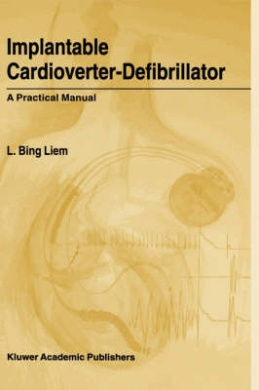 Implantable
Cardioverter-Defibrillator
A Practical Manual
L. Bing Liem
Kluwer Academic Publishers